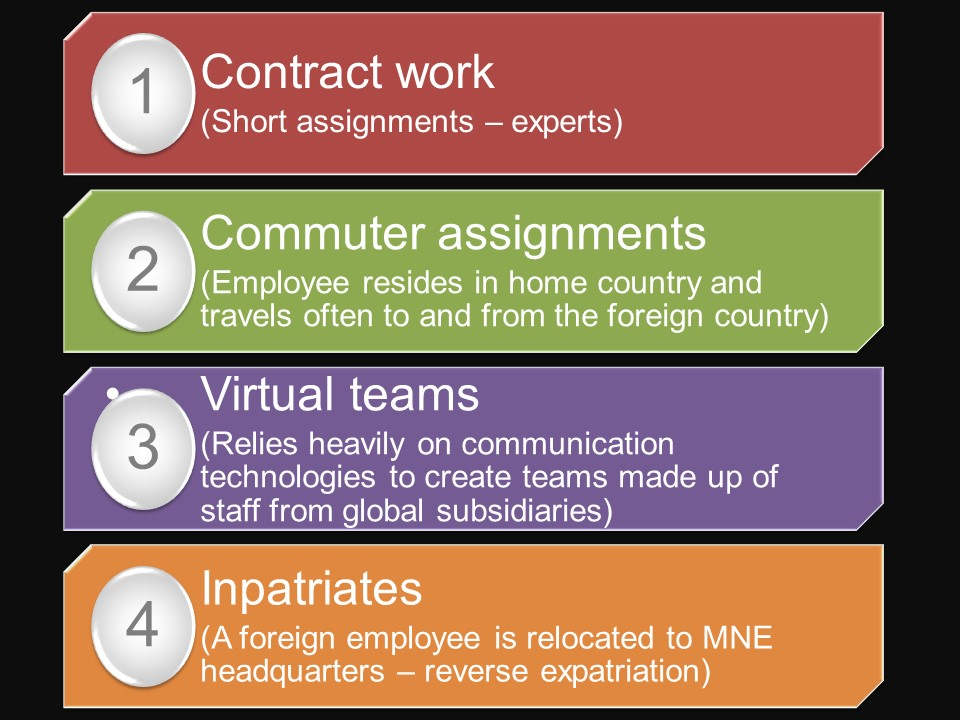 1
Contract work
(Short assignments – experts)
2
Commuter assignments
(Employee resides in home country and
travels often to and from the foreign country)
3
• Virtual teams
(Relies heavily on communication
technologies to create teams made up of
staff from global subsidiaries)
4
Inpatriates
(A foreign employee is relocated to MNE
headquarters – reverse expatriation)